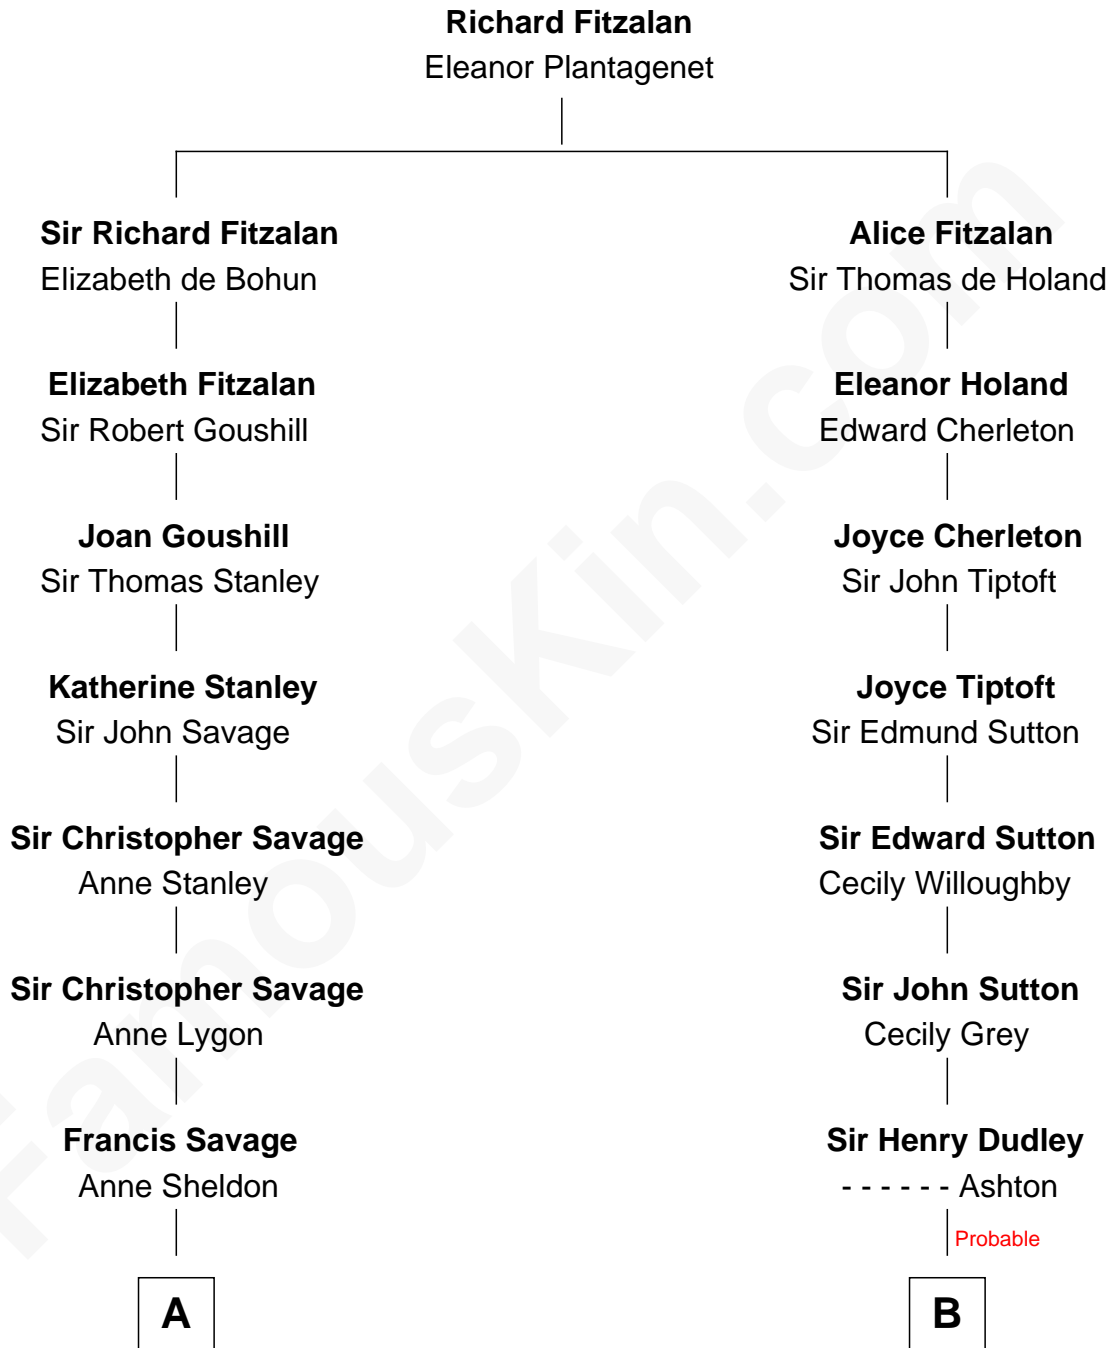 Richard Fitzalan
Eleanor Plantagenet
Sir Richard Fitzalan
Elizabeth de Bohun
Alice Fitzalan
Sir Thomas de Holand
Elizabeth Fitzalan
Sir Robert Goushill
Eleanor Holand
Edward Cherleton
Joan Goushill
Sir Thomas Stanley
Joyce Cherleton
Sir John Tiptoft
Katherine Stanley
Sir John Savage
Joyce Tiptoft
Sir Edmund Sutton
Sir Christopher Savage
Anne Stanley
Sir Edward Sutton
Cecily Willoughby
Sir Christopher Savage
Anne Lygon
Sir John Sutton
Cecily Grey
Francis Savage
Anne Sheldon
Sir Henry Dudley
- - - - - - Ashton
Probable
A
B
FamousKin.com